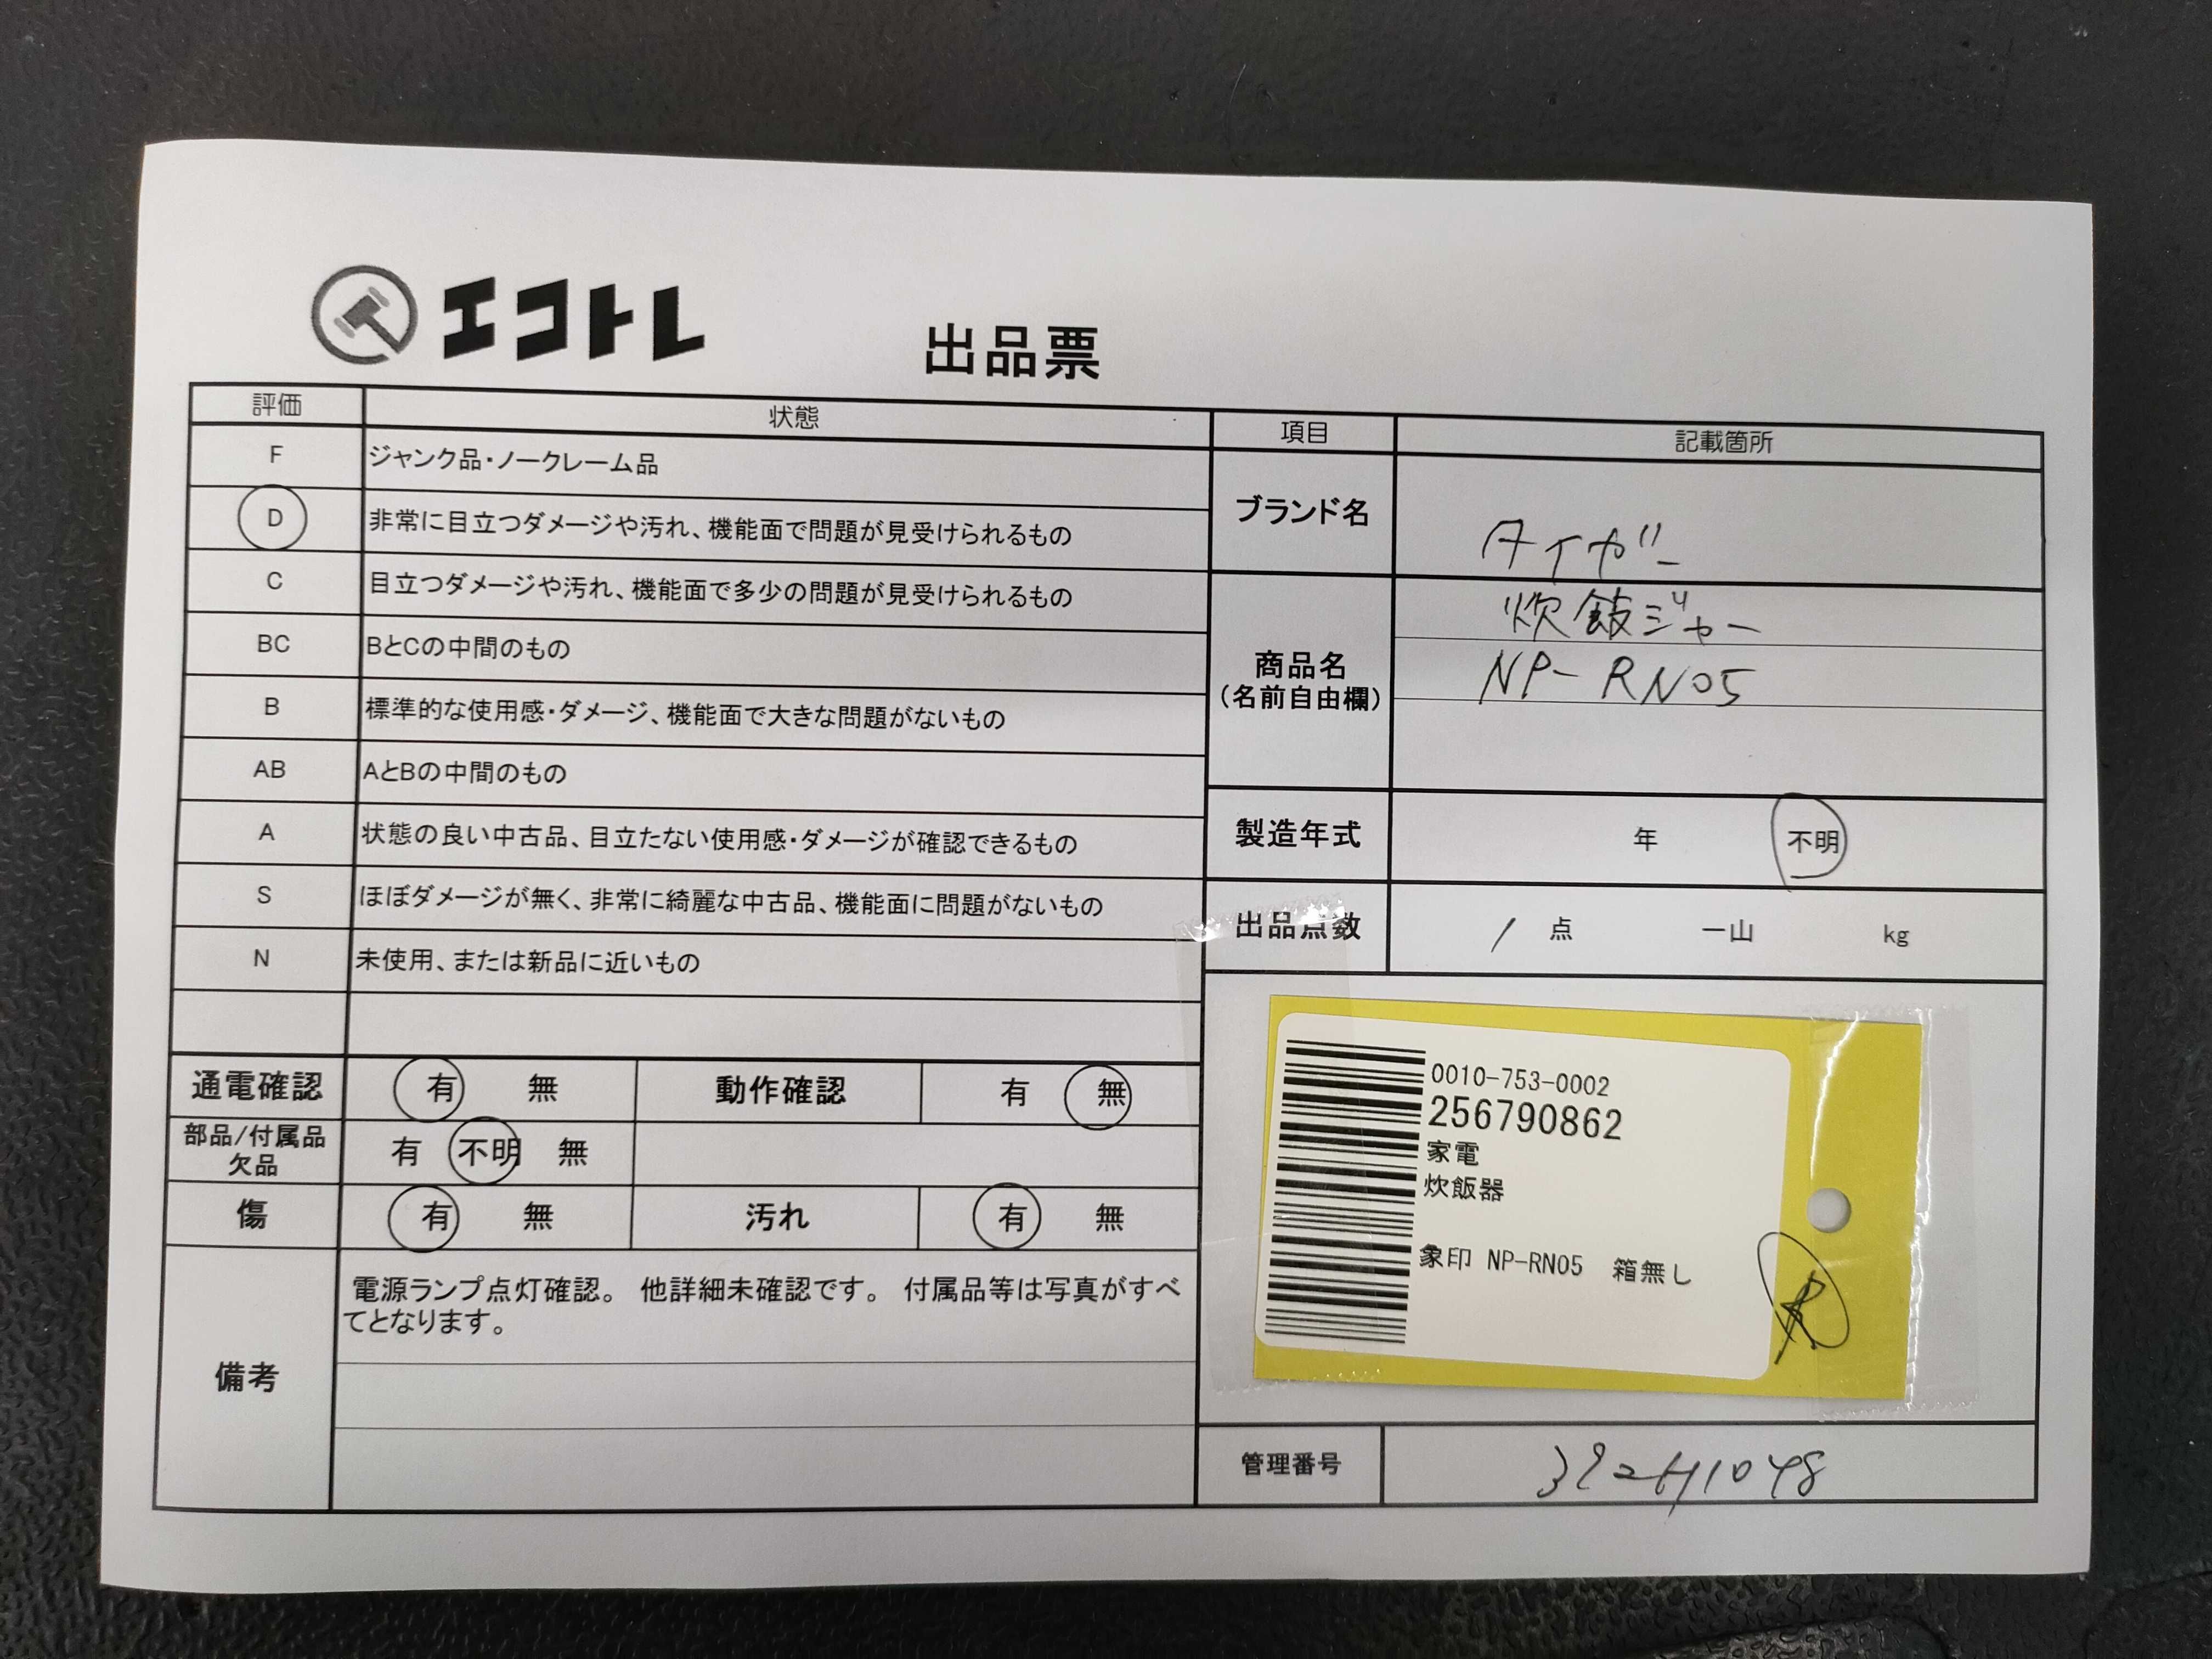 エコトレ
出品票
評価 状態
F ジャンク品・ノークレーム品
D 非常に目立つダメージや汚れ、機能面で問題が見受けられるもの
C 目立つダメージや汚れ、機能面で多少の問題が見受けられるもの
BC BとCの中間のもの
B 標準的な使用感・ダメージ、機能面で大きな問題がないもの
AB AとBの中間のもの
A 状態の良い中古品、目立たない使用感・ダメージが確認できるもの
S ほぼダメージが無く、非常に綺麗な中古品、機能面に問題がないもの
N 未使用、または新品に近いもの
通電確認 有 無 動作確認 有 無
部品/付属品
欠品 有 不明 無
傷 有 無 汚れ 有 無
備考
電源ランプ点灯確認。 他詳細未確認です。 付属品等は写真がすべ
てとなります。
項目 記載箇所
ブランド名 タイガー
商品名
(名前自由欄)
炊飯ジャー
NP-RN05
製造年式 年 不明
出品点数 1 点 一山 kg
0010-753-0002
256790862
家電
炊飯器
象印 NP-RN05 箱無し
管理番号